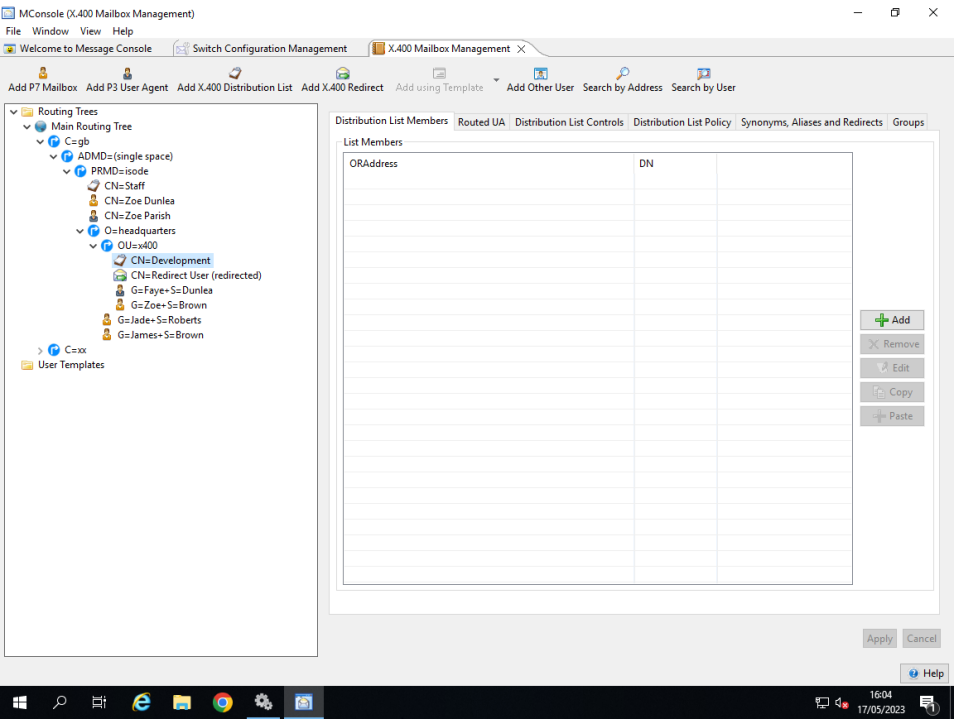 MConsole (X.400 Mailbox Management)
File Window View Help
Welcome to Message Console Switch Configuration Management X.400 Mailbox Management
Add P7 Mailbox Add P3 User Agent Add X.400 Distribution List Add X.400 Redirect Add using Template Add Other User Search by Address Search by User
Routing Trees
Main Routing Tree
C=gb
ADMD=(single space)
PRMD=isode
CN=Staff
CN=Zoe Dunlea
CN=Zoe Parish
O=headquarters
OU=x400
CN=Development
CN=Redirect User (redirected)
G=Faye+S=Dunlea
G=Zoe+S=Brown
G=Jade+S=Roberts
G=James+S=Brown
C=xx
User Templates
Distribution List Members Routed UA Distribution List Controls Distribution List Policy Synonyms, Aliases and Redirects Groups
List Members
ORAddress DN
Add
Remove
Edit
Copy
Paste
Apply Cancel
Help
16:04
17/05/2023
1